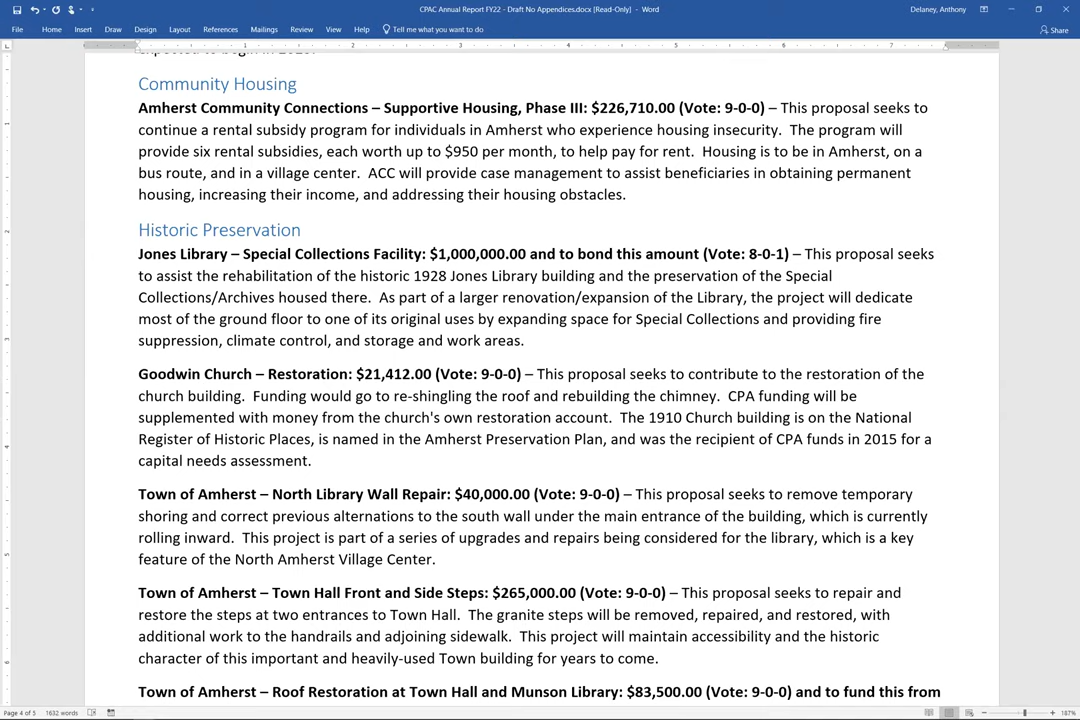 CPAC Annual Report FY22 - Draft No Appendices.docx [Read-Only] - Word
Delaney, Anthony
File Home Insert Draw Design Layout References Mailings Review View Help Tell me what you want to do
Share
Community Housing
Amherst Community Connections – Supportive Housing, Phase III: $226,710.00 (Vote: 9-0-0) – This proposal seeks to
continue a rental subsidy program for individuals in Amherst who experience housing insecurity.  The program will
provide six rental subsidies, each worth up to $950 per month, to help pay for rent.  Housing is to be in Amherst, on a
bus route, and in a village center.  ACC will provide case management to assist beneficiaries in obtaining permanent
housing, increasing their income, and addressing their housing obstacles.
Historic Preservation
Jones Library – Special Collections Facility: $1,000,000.00 and to bond this amount (Vote: 8-0-1) – This proposal seeks
to assist the rehabilitation of the historic 1928 Jones Library building and the preservation of the Special
Collections/Archives housed there.  As part of a larger renovation/expansion of the Library, the project will dedicate
most of the ground floor to one of its original uses by expanding space for Special Collections and providing fire
suppression, climate control, and storage and work areas.
Goodwin Church – Restoration: $21,412.00 (Vote: 9-0-0) – This proposal seeks to contribute to the restoration of the
church building.  Funding would go to re-shingling the roof and rebuilding the chimney.  CPA funding will be
supplemented with money from the church's own restoration account.  The 1910 Church building is on the National
Register of Historic Places, is named in the Amherst Preservation Plan, and was the recipient of CPA funds in 2015 for a
capital needs assessment.
Town of Amherst – North Library Wall Repair: $40,000.00 (Vote: 9-0-0) – This proposal seeks to remove temporary
shoring and correct previous alternations to the south wall under the main entrance of the building, which is currently
rolling inward.  This project is part of a series of upgrades and repairs being considered for the library, which is a key
feature of the North Amherst Village Center.
Town of Amherst – Town Hall Front and Side Steps: $265,000.00 (Vote: 9-0-0) – This proposal seeks to repair and
restore the steps at two entrances to Town Hall.  The granite steps will be removed, repaired, and restored, with
additional work to the handrails and adjoining sidewalk.  This project will maintain accessibility and the historic
character of this important and heavily-used Town building for years to come.
Town of Amherst – Roof Restoration at Town Hall and Munson Library: $83,500.00 (Vote: 9-0-0) and to fund this from
Page 4 of 5 1632 words
187%